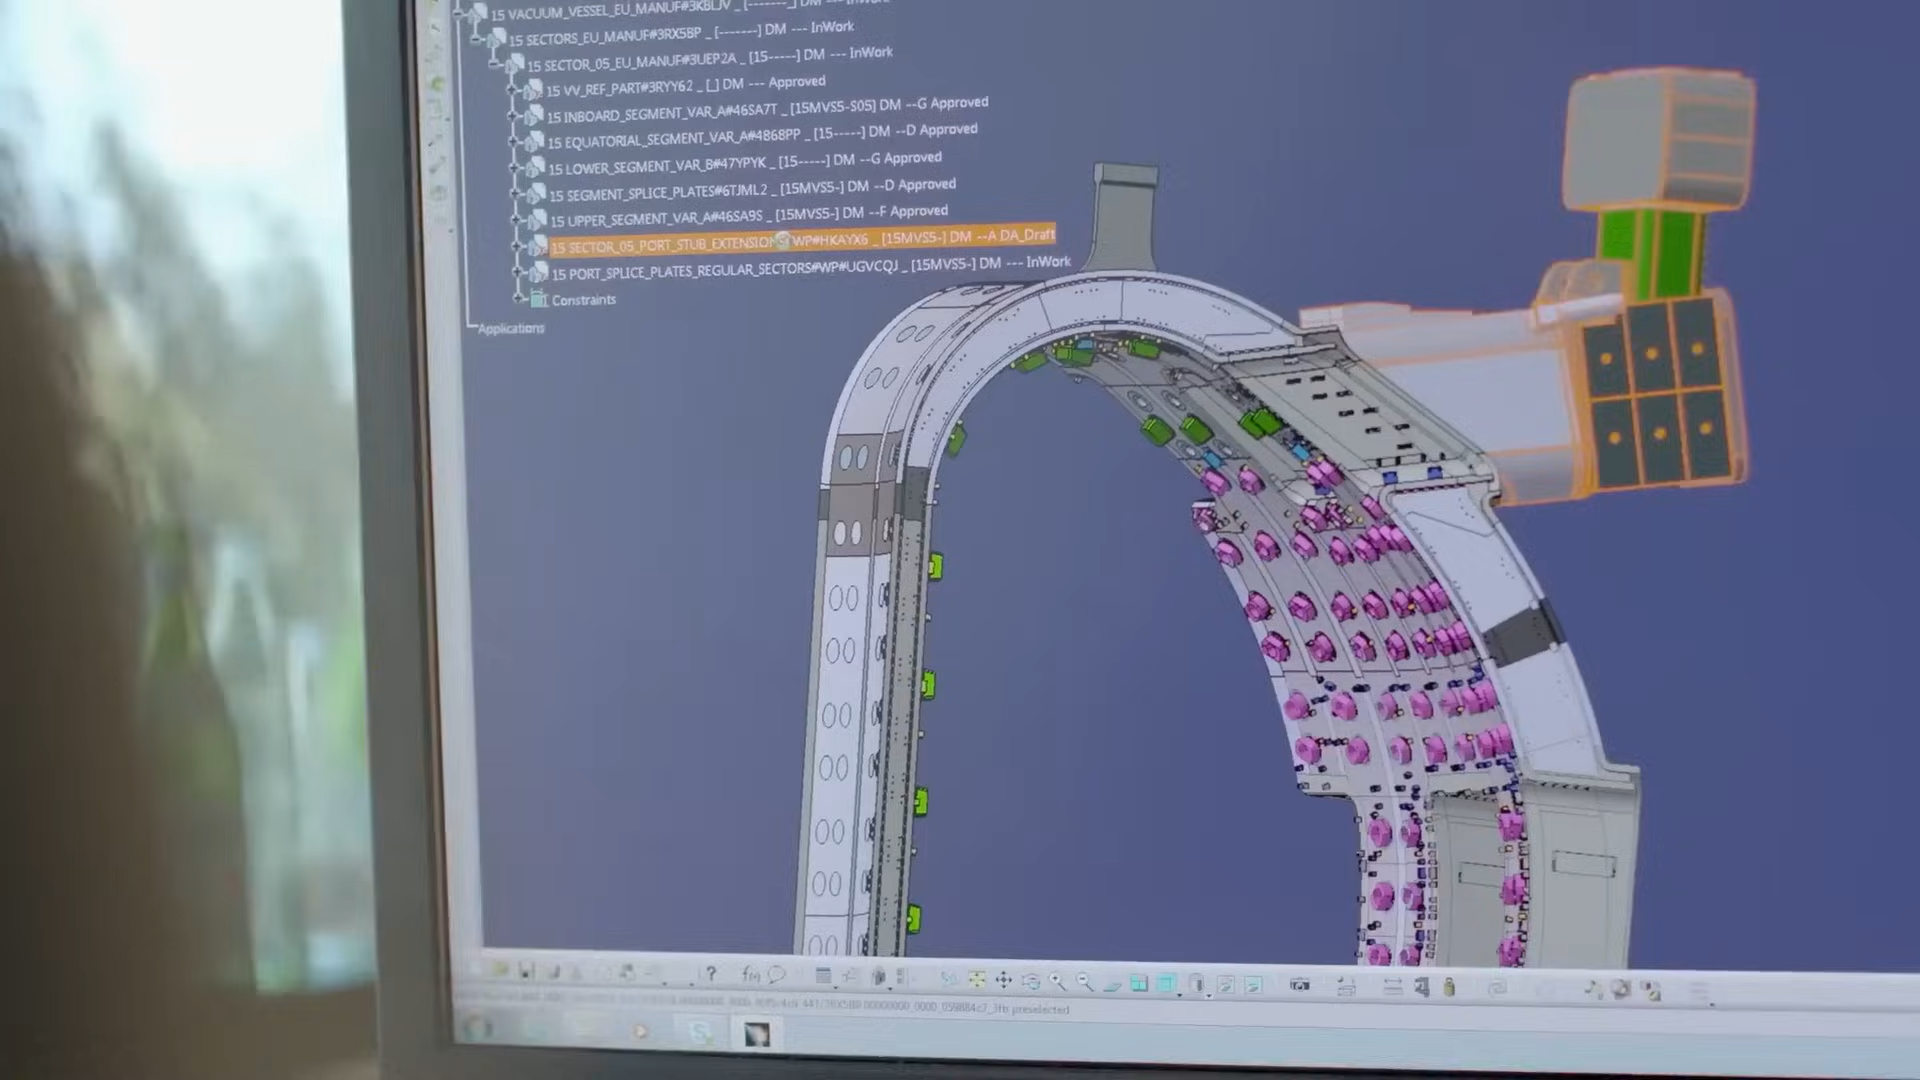 15 VACUUM_VESSEL_EU_MANUF#3KBLJV _ [-------] DM --- InWork
15 SECTORS_EU_MANUF#3RX5BP _ [-------] DM --- InWork
15 SECTOR_05_EU_MANUF#3UEP2A _ [15-----] DM --- InWork
15 VV_REF_PART#3RYY62 _ [_] DM --- Approved
15 INBOARD_SEGMENT_VAR_A#46SA7T _ [15MVS5-S05] DM --G Approved
15 EQUATORIAL_SEGMENT_VAR_A#4868PP _ [15-----] DM --D Approved
15 LOWER_SEGMENT_VAR_B#47YPYK _ [15-----] DM --G Approved
15 SEGMENT_SPLICE_PLATES#6TJML2 _ [15MVS5-] DM --D Approved
15 UPPER_SEGMENT_VAR_A#46SA9S _ [15MVS5-] DM --F Approved
15 SECTOR_05_PORT_STUB_EXTENSION WP#HKAYX6 _ [15MVS5-] DM --A DA_Draft
15 PORT_SPLICE_PLATES_REGULAR_SECTORS#WP#UGVCQJ _ [15MVS5-] DM --- InWork
Constraints
Applications
preselected